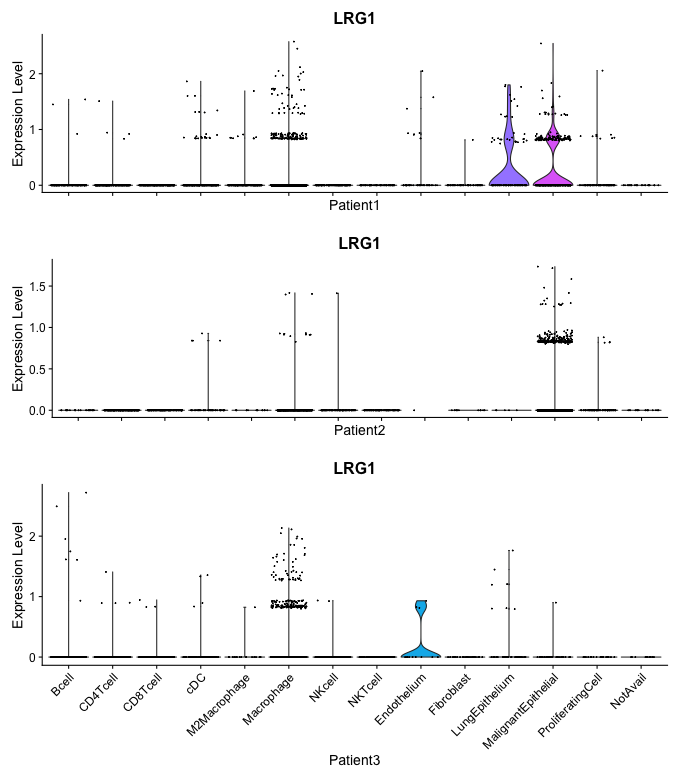 LRG1
Expression Level
2
1
0
Patient1
LRG1
Expression Level
1.5
1.0
0.5
0.0
Patient2
LRG1
Expression Level
2
1
0
Bcell
CD4Tcell
CD8Tcell
cDC
M2Macrophage
Macrophage
NKcell
NKTcell
Endothelium
Fibroblast
LungEpithelium
MalignantEpithelial
ProliferatingCell
NotAvail
Patient3